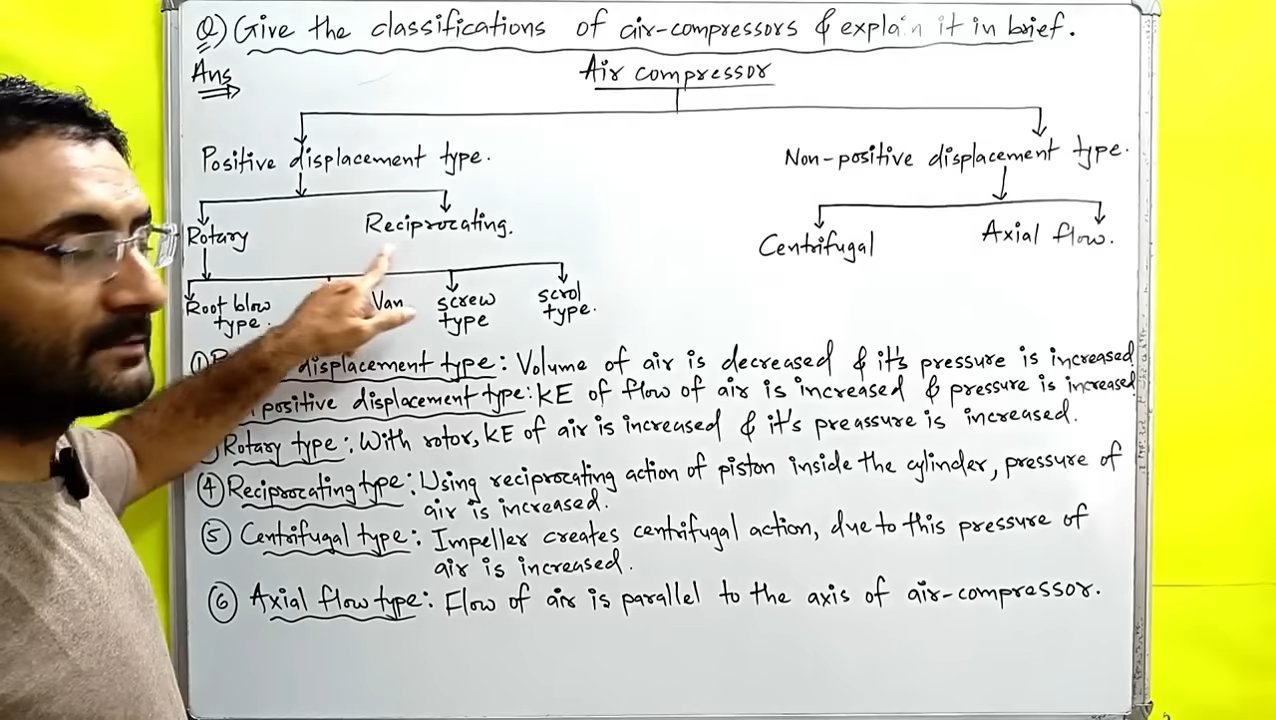 Q) Give the classifications of air-compressors & explain it in brief.
Ans
Air compressor
Positive displacement type.
Non-positive displacement type.
Rotary
Reciprocating.
Centrifugal
Axial flow.
Root blow type.
Van
screw type
scrol type.
① displacement type: Volume of air is decreased & it's pressure is increased
positive displacement type: KE of flow of air is increased & pressure is increased
Rotary type: With rotor, KE of air is increased & it's preassure is increased.
④ Reciprocating type: Using reciprocating action of piston inside the cylinder, pressure of
air is increased.
⑤ Centrifugal type: Impeller creates centrifugal action, due to this pressure of
air is increased.
⑥ Axial flow type: Flow of air is parallel to the axis of air-compressor.